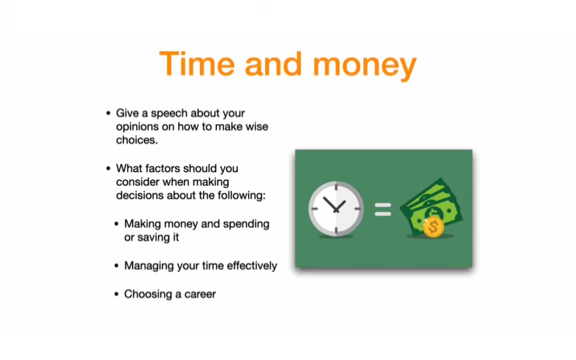 Time and money
• Give a speech about your
opinions on how to make wise
choices.
• What factors should you
consider when making
decisions about the following:
• Making money and spending
or saving it
• Managing your time effectively
• Choosing a career
=
$